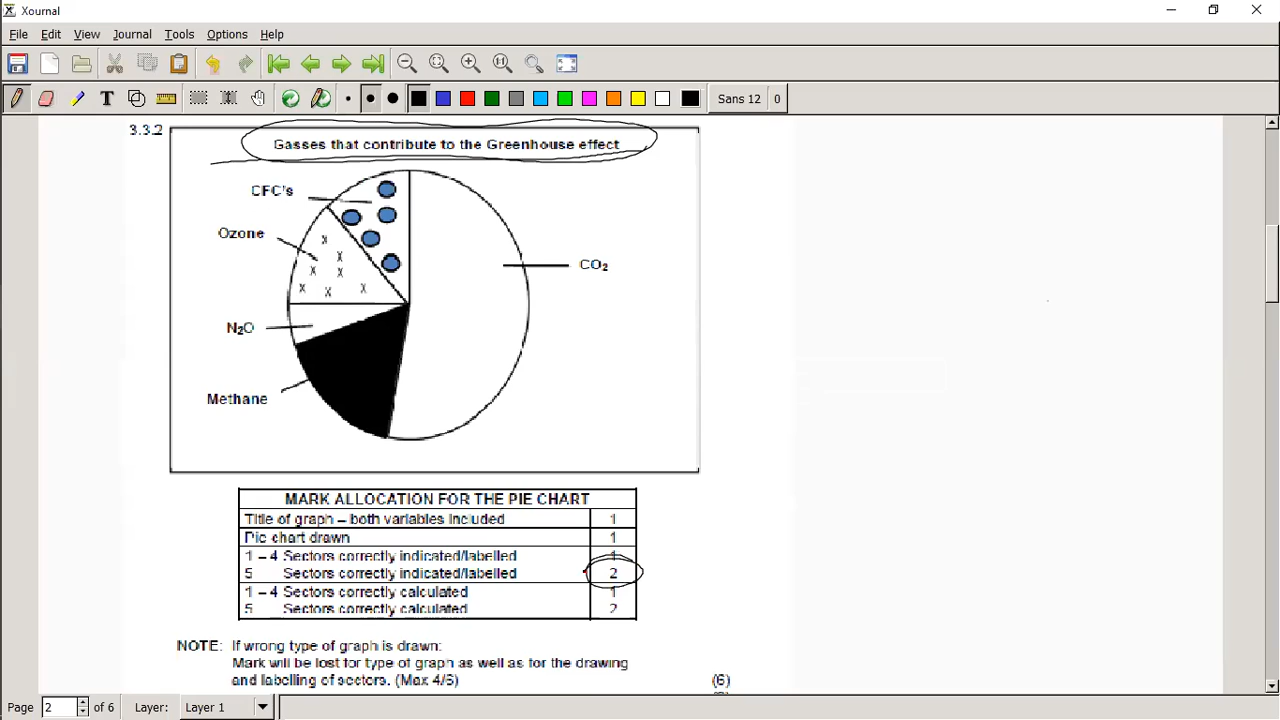 Xournal
File Edit View Journal Tools Options Help
Sans 12 0
3.3.2
Gasses that contribute to the Greenhouse effect
CFC's
Ozone
CO₂
N₂O
Methane
x
x
x
x
x
x
x
MARK ALLOCATION FOR THE PIE CHART
Title of graph – both variables included 1
Pie chart drawn 1
1 – 4 Sectors correctly indicated/labelled 1
5 Sectors correctly indicated/labelled 2
1 – 4 Sectors correctly calculated 1
5 Sectors correctly calculated 2
NOTE: If wrong type of graph is drawn:
Mark will be lost for type of graph as well as for the drawing
and labelling of sectors. (Max 4/6) (6)
Page 2 of 6 Layer: Layer 1